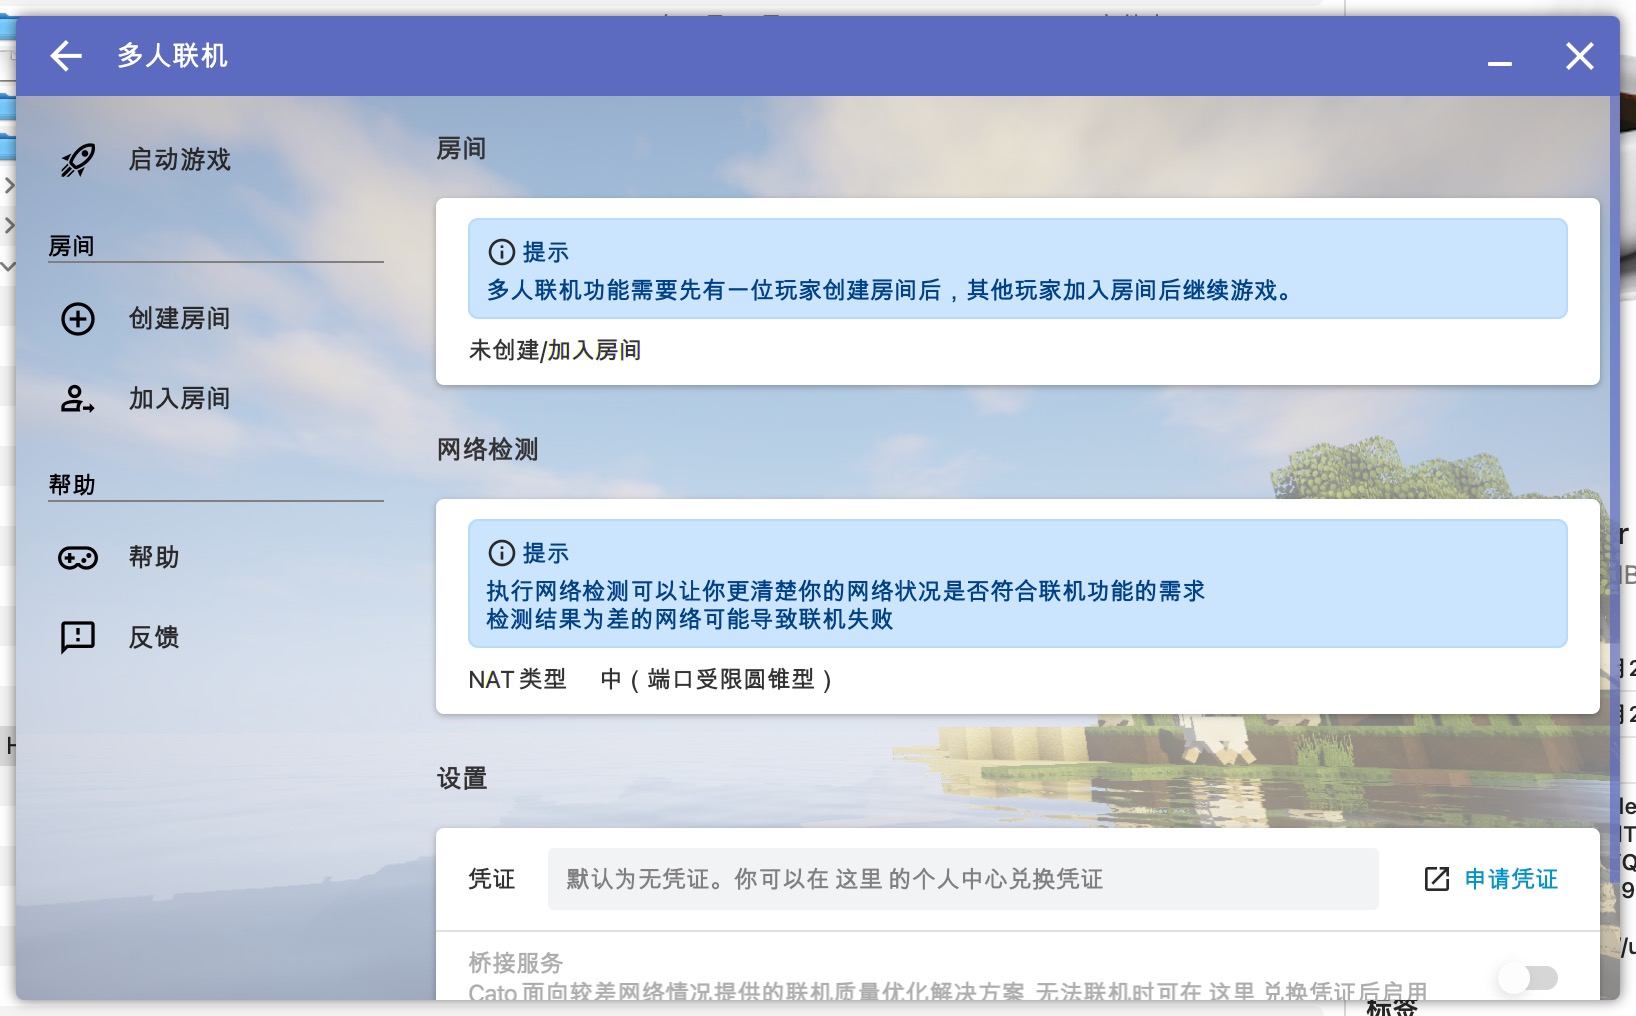 多人联机
启动游戏
房间
创建房间
加入房间
帮助
帮助
反馈
房间
提示
多人联机功能需要先有一位玩家创建房间后，其他玩家加入房间后继续游戏。
未创建/加入房间
网络检测
提示
执行网络检测可以让你更清楚你的网络状况是否符合联机功能的需求
检测结果为差的网络可能导致联机失败
NAT 类型 中（端口受限圆锥型）
设置
凭证 默认为无凭证。你可以在 这里 的个人中心兑换凭证 申请凭证
桥接服务
Cato 面向较差网络情况提供的联机质量优化解决方案 无法联机时可在 这里 兑换凭证后启用
标签